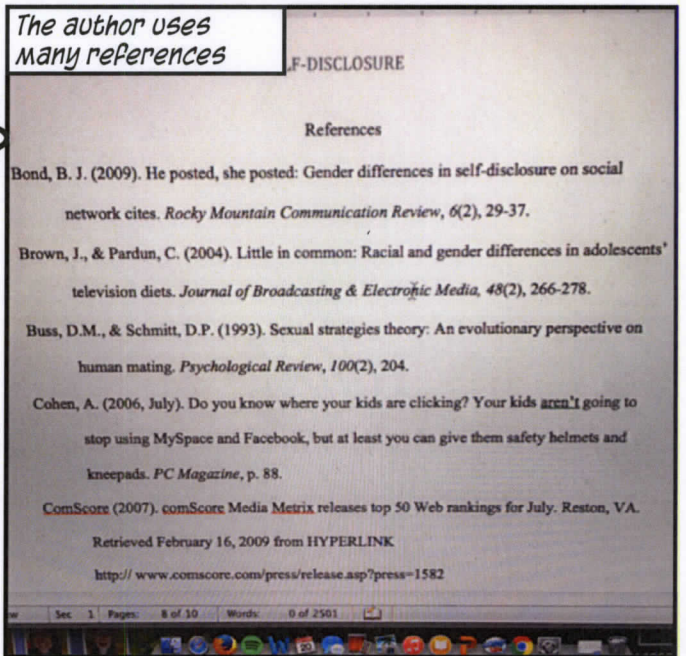 The author uses
many references
LF-DISCLOSURE
References
Bond, B. J. (2009). He posted, she posted: Gender differences in self-disclosure on social
network cites. Rocky Mountain Communication Review, 6(2), 29-37.
Brown, J., & Pardun, C. (2004). Little in common: Racial and gender differences in adolescents'
television diets. Journal of Broadcasting & Electronic Media, 48(2), 266-278.
Buss, D.M., & Schmitt, D.P. (1993). Sexual strategies theory: An evolutionary perspective on
human mating. Psychological Review, 100(2), 204.
Cohen, A. (2006, July). Do you know where your kids are clicking? Your kids aren't going to
stop using MySpace and Facebook, but at least you can give them safety helmets and
kneepads. PC Magazine, p. 88.
ComScore (2007). comScore Media Metrix releases top 50 Web rankings for July. Reston, VA.
Retrieved February 16, 2009 from HYPERLINK
http:// www.comscore.com/press/release.asp?press=1582
w Sec 1 Pages: 8 of 10 Words: 0 of 2501
20